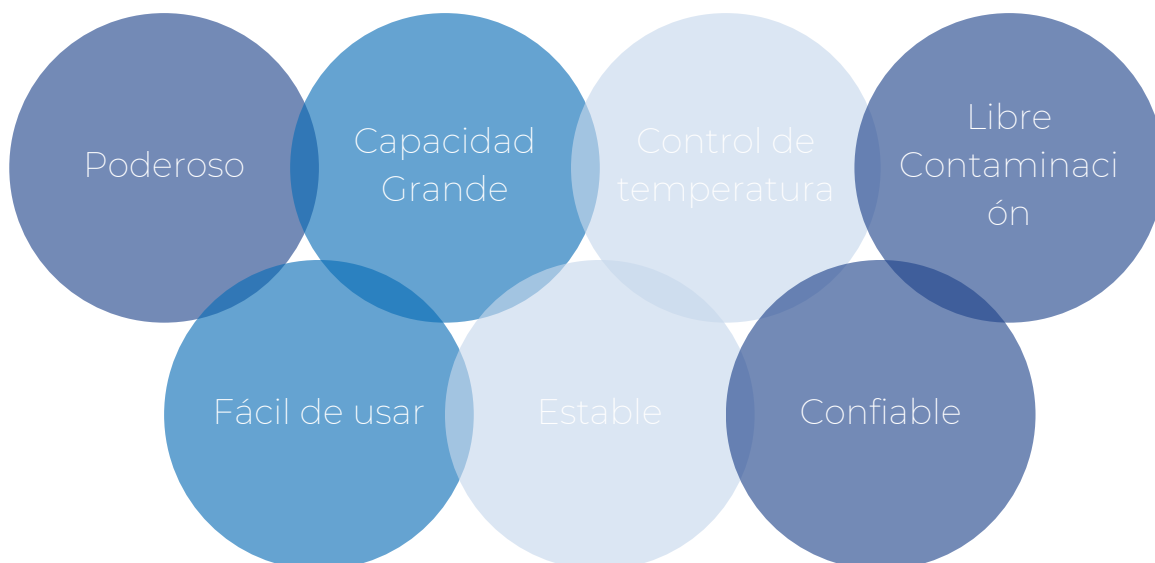 Poderoso
Capacidad
Grande
Control de
temperatura
Libre
Contaminaci
ón
Fácil de usar
Estable
Confiable